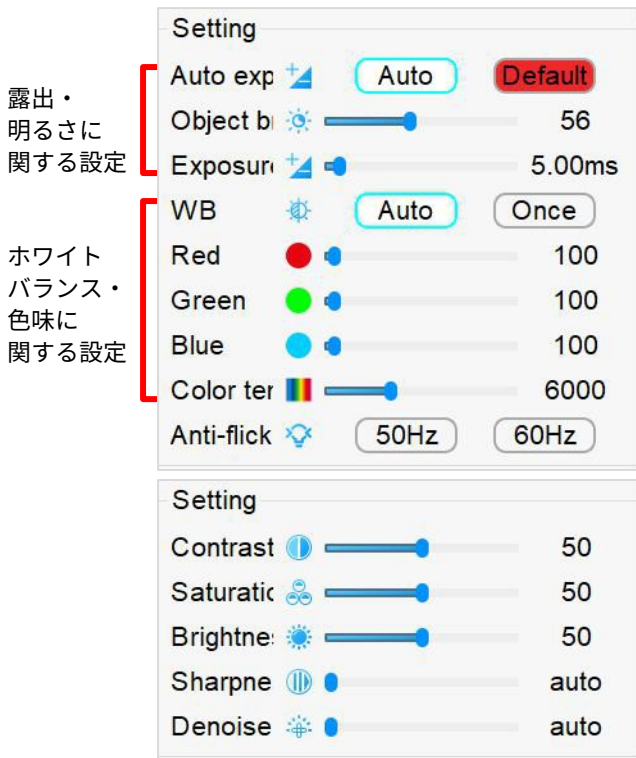 Setting
Auto exp Auto Default
Object b
56
Exposur
5.00ms
WB Auto Once
Red 100
Green 100
Blue 100
Color ter 6000
Anti-flick 50Hz 60Hz
露出・
明るさに
関する設定
ホワイト
バランス・
色味に
関する設定
Setting
Contrast 50
Saturatic 50
Brightne 50
Sharpne auto
Denoise auto